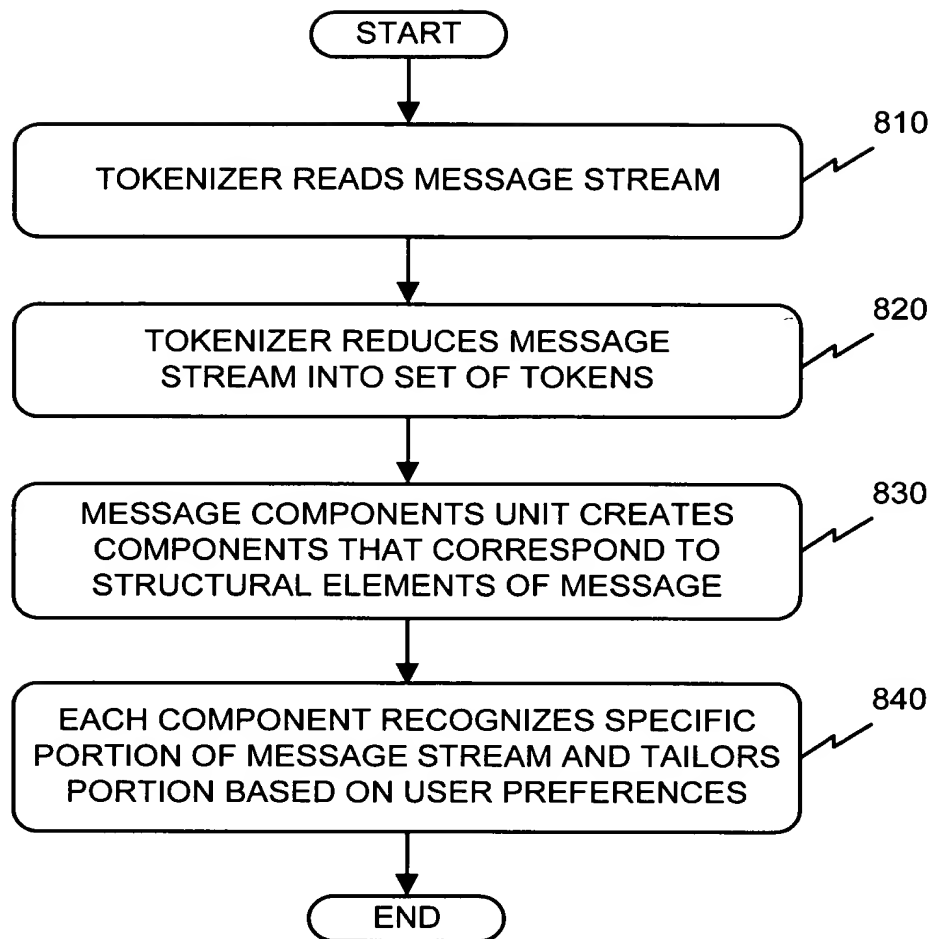 START
810
TOKENIZER READS MESSAGE STREAM
820
TOKENIZER REDUCES MESSAGE
STREAM INTO SET OF TOKENS
830
MESSAGE COMPONENTS UNIT CREATES
COMPONENTS THAT CORRESPOND TO
STRUCTURAL ELEMENTS OF MESSAGE
840
EACH COMPONENT RECOGNIZES SPECIFIC
PORTION OF MESSAGE STREAM AND TAILORS
PORTION BASED ON USER PREFERENCES
END